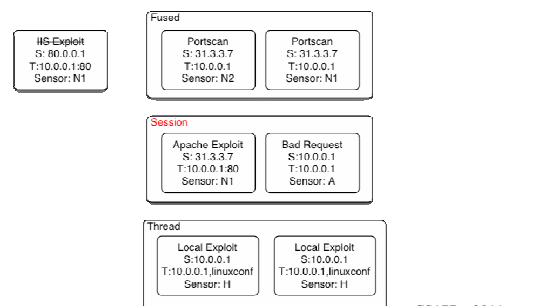 IIS Exploit
S: 80.0.0.1
T:10.0.0.1:80
Sensor: N1
Fused
Portscan
S: 31.3.3.7
T:10.0.0.1
Sensor: N2
Portscan
S: 31.3.3.7
T:10.0.0.1
Sensor: N1
Session
Apache Exploit
S: 31.3.3.7
T:10.0.0.1:80
Sensor: N1
Bad Request
S:10.0.0.1
T:10.0.0.1
Sensor: A
Thread
Local Exploit
S:10.0.0.1
T:10.0.0.1,linuxconf
Sensor: H
Local Exploit
S:10.0.0.1
T:10.0.0.1,linuxconf
Sensor: H